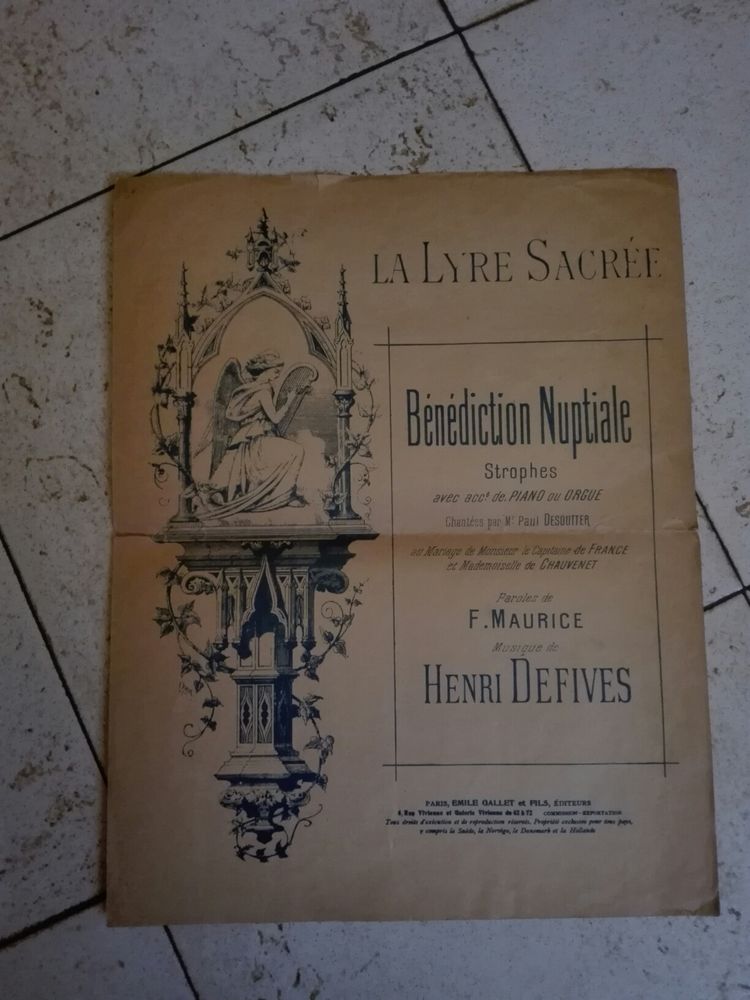 LA LYRE SACRÉE
Bénédiction Nuptiale
Strophes
avec acct de PIANO ou ORGUE
Chantées par Mr Paul DESOUTTER
au Mariage de Monsieur le Capitaine de FRANCE
et Mademoiselle de CHAUVENET
Paroles de
F. MAURICE
Musique de
HENRI DEFIVES
PARIS, EMILE GALLET et FILS, ÉDITEURS
6, Rue Vivienne et Galerie Vivienne de 62 à 72 COMMISSION-EXPORTATION
Tous droits d'exécution et de reproduction réservés. Propriété exclusive pour tous pays,
y compris la Suède, la Norvège, le Danemark et la Hollande